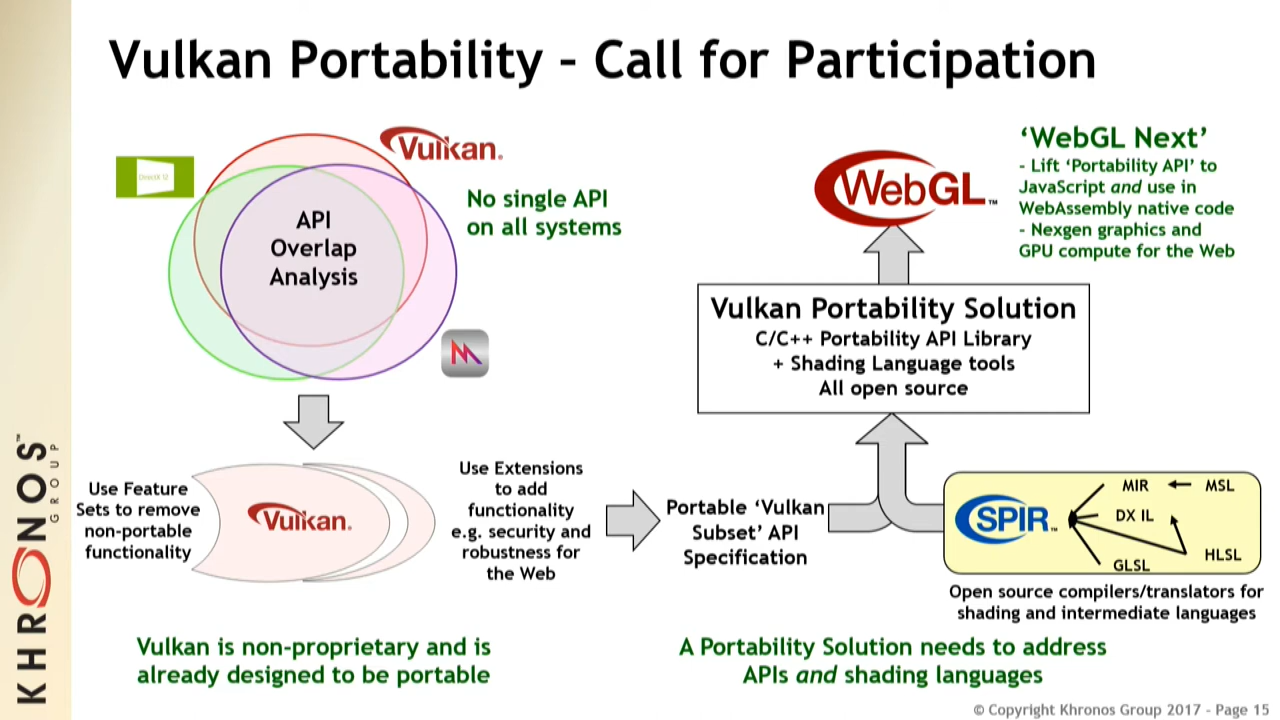 Vulkan Portability - Call for Participation
DirectX 12
Vulkan.
No single API
on all systems
API
Overlap
Analysis
Use Feature
Sets to remove
non-portable
functionality
Vulkan.
Use Extensions
to add
functionality
e.g. security and
robustness for
the Web
Vulkan is non-proprietary and is
already designed to be portable
WebGL™
‘WebGL Next’
- Lift ‘Portability API’ to
JavaScript and use in
WebAssembly native code
- Nexgen graphics and
GPU compute for the Web
Vulkan Portability Solution
C/C++ Portability API Library
+ Shading Language tools
All open source
Portable ‘Vulkan
Subset’ API
Specification
SPIR™
MIR
MSL
DX IL
HLSL
GLSL
Open source compilers/translators for
shading and intermediate languages
A Portability Solution needs to address
APIs and shading languages
KHRONOS™
GROUP
© Copyright Khronos Group 2017 - Page 15